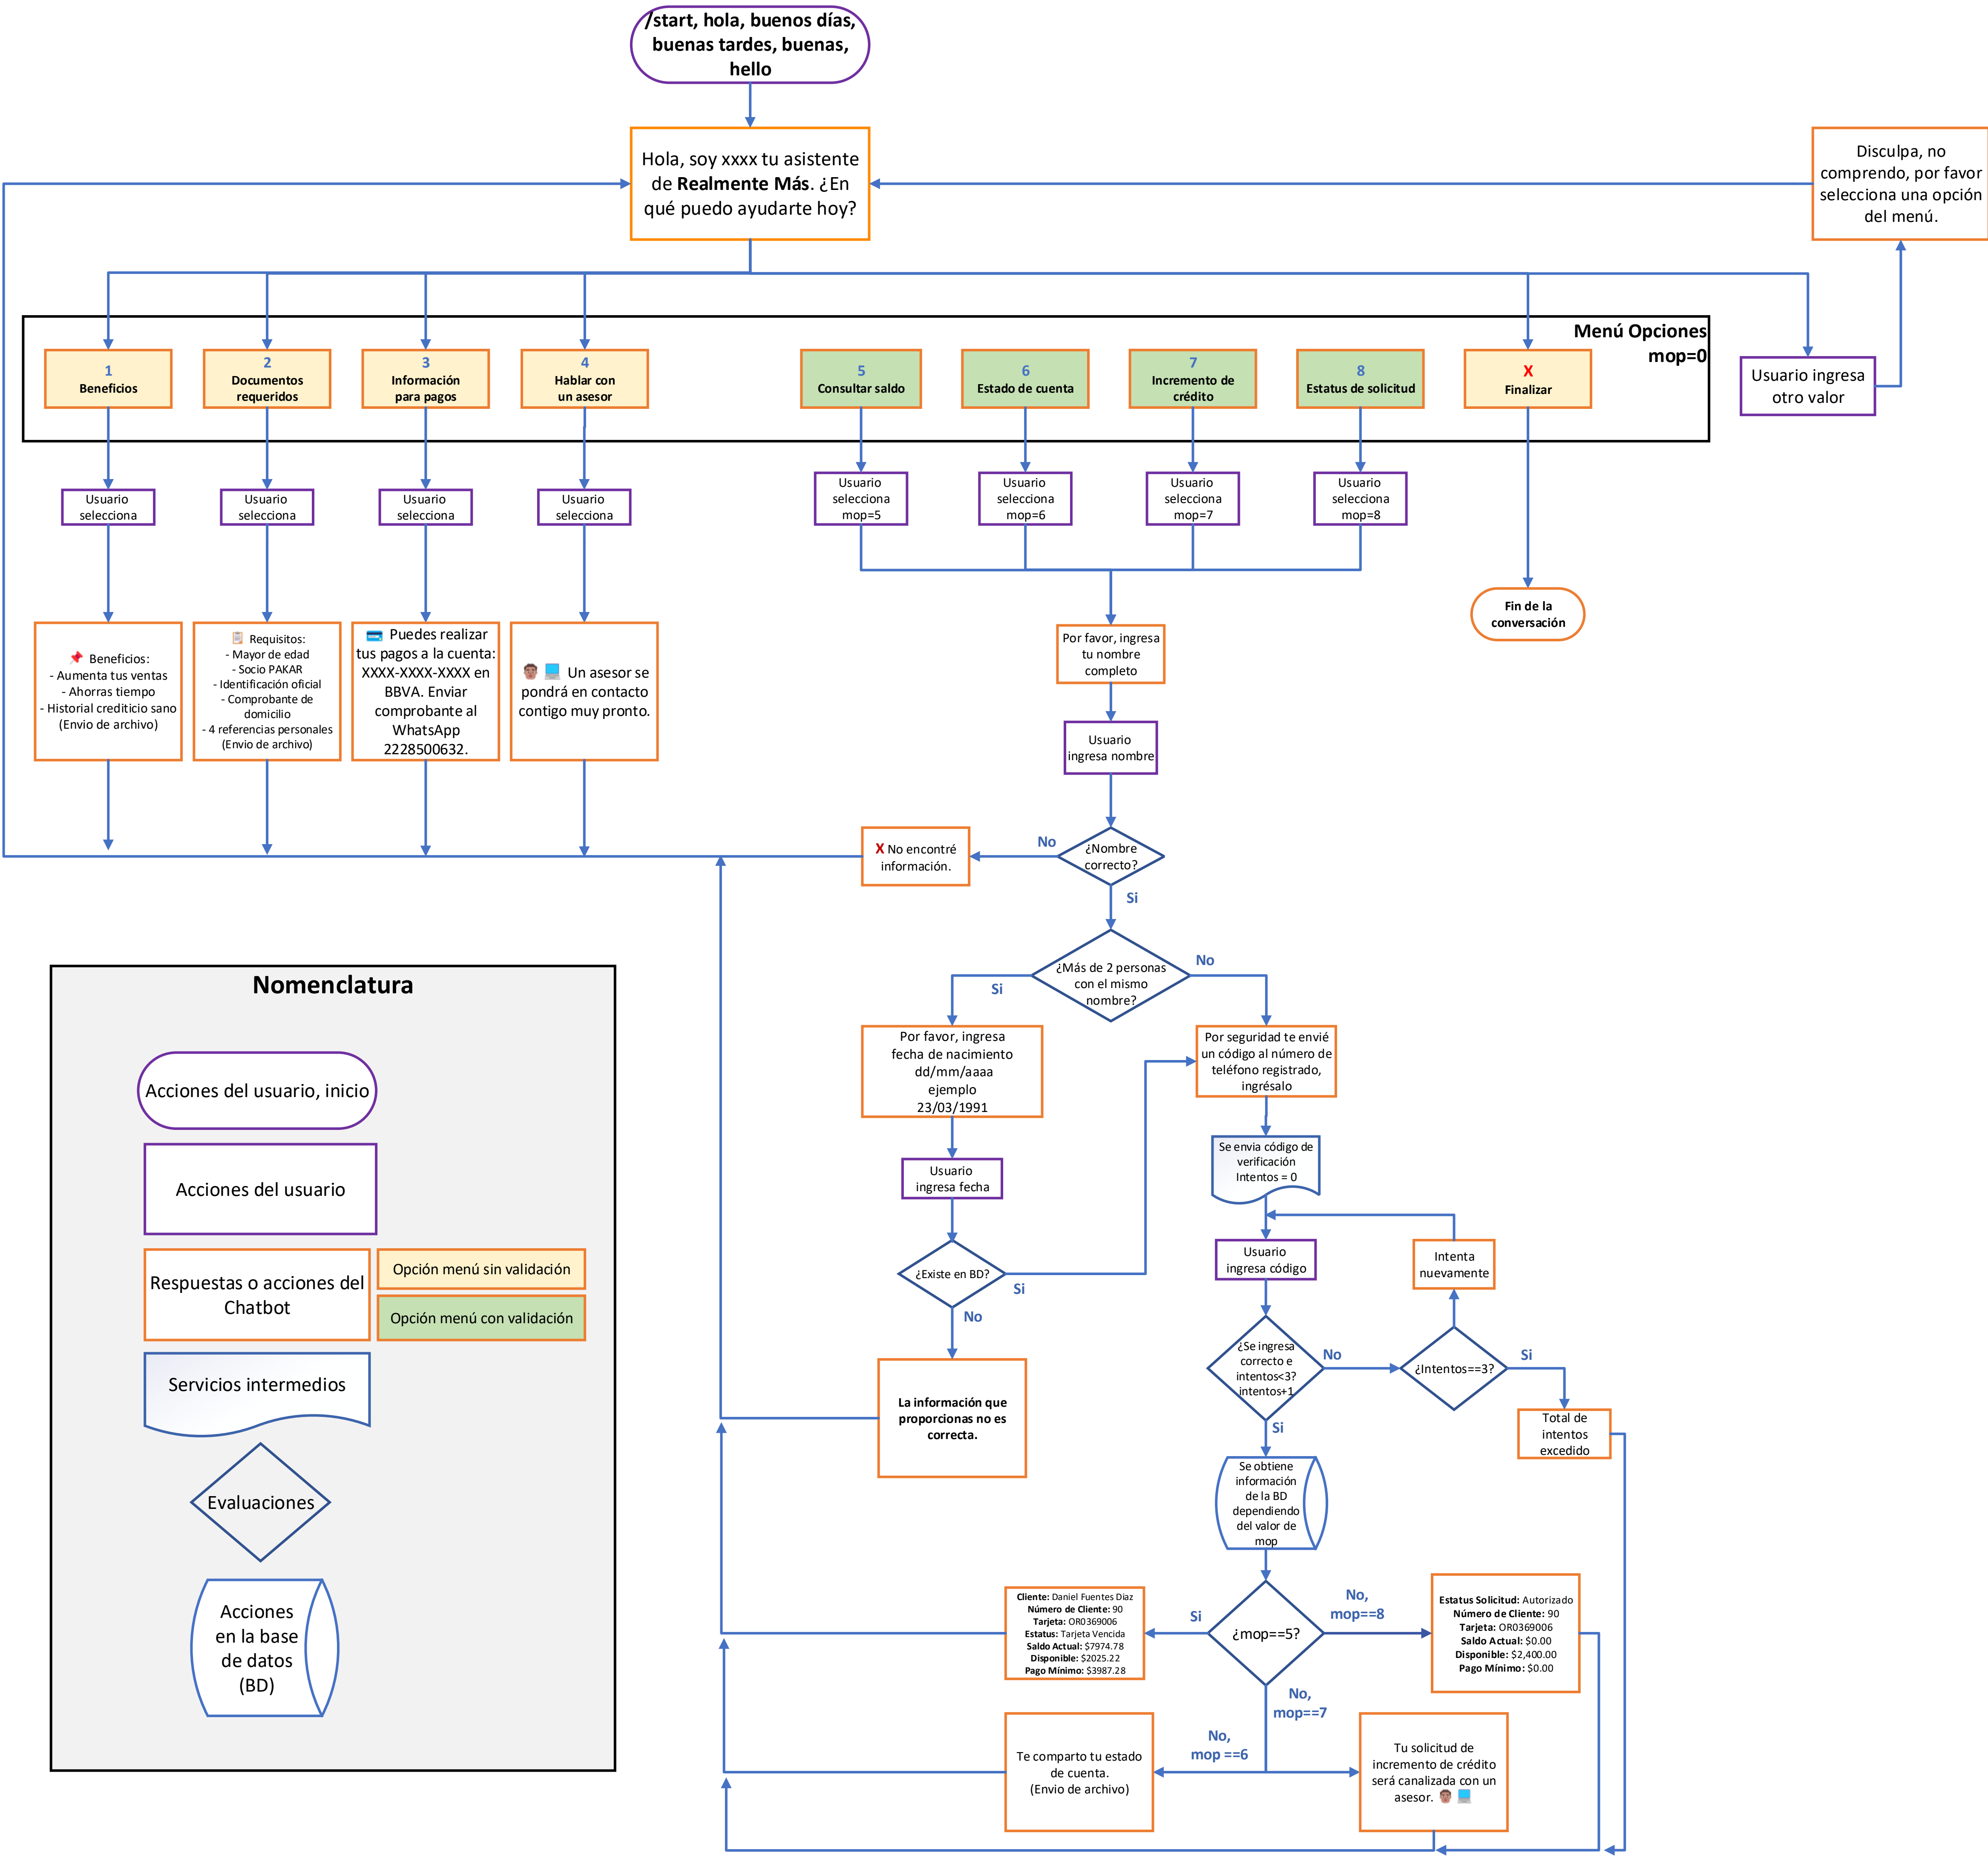 /start, hola, buenos días,
buenas tardes, buenas,
hello
Hola, soy xxxx tu asistente
de Realmente Más. ¿En
qué puedo ayudarte hoy?
Disculpa, no
comprendo, por favor
selecciona una opción
del menú.
Menú Opciones
mop=0
1
Beneficios
2
Documentos
requeridos
3
Información
para pagos
4
Hablar con
un asesor
5
Consultar saldo
6
Estado de cuenta
7
Incremento de
crédito
8
Estatus de solicitud
X
Finalizar
Usuario ingresa
otro valor
Usuario
selecciona
Usuario
selecciona
Usuario
selecciona
Usuario
selecciona
Usuario
selecciona
mop=5
Usuario
selecciona
mop=6
Usuario
selecciona
mop=7
Usuario
selecciona
mop=8
Fin de la
conversación
Beneficios:
- Aumenta tus ventas
- Ahorras tiempo
- Historial crediticio sano
(Envio de archivo)
Requisitos:
- Mayor de edad
- Socio PAKAR
- Identificación oficial
- Comprobante de
domicilio
- 4 referencias personales
(Envio de archivo)
Puedes realizar
tus pagos a la cuenta:
XXXX-XXXX-XXXX en
BBVA. Enviar
comprobante al
WhatsApp
2228500632.
Un asesor se
pondrá en contacto
contigo muy pronto.
Por favor, ingresa
tu nombre
completo
Usuario
ingresa nombre
¿Nombre
correcto?
No
X No encontré
información.
Si
¿Más de 2 personas
con el mismo
nombre?
Si
No
Por favor, ingresa
fecha de nacimiento
dd/mm/aaaa
ejemplo
23/03/1991
Por seguridad te envié
un código al número de
teléfono registrado,
ingrésalo
Usuario
ingresa fecha
Se envia código de
verificación
Intentos = 0
¿Existe en BD?
Si
No
Usuario
ingresa código
Intenta
nuevamente
¿Se ingresa
correcto e
intentos<3?
intentos+1
No
¿Intentos==3?
Si
Si
Total de
intentos
excedido
La información que
proporcionas no es
correcta.
Se obtiene
información
de la BD
dependiendo
del valor de
mop
¿mop==5?
Si
No,
mop==8
No,
mop==7
No,
mop ==6
Cliente: Daniel Fuentes Diaz
Número de Cliente: 90
Tarjeta: OR0369006
Estatus: Tarjeta Vencida
Saldo Actual: $7974.78
Disponible: $2025.22
Pago Mínimo: $3987.28
Estatus Solicitud: Autorizado
Número de Cliente: 90
Tarjeta: OR0369006
Saldo Actual: $0.00
Disponible: $2,400.00
Pago Mínimo: $0.00
Te comparto tu estado
de cuenta.
(Envio de archivo)
Tu solicitud de
incremento de crédito
será canalizada con un
asesor.
Nomenclatura
Acciones del usuario, inicio
Acciones del usuario
Respuestas o acciones del
Chatbot
Opción menú sin validación
Opción menú con validación
Servicios intermedios
Evaluaciones
Acciones
en la base
de datos
(BD)